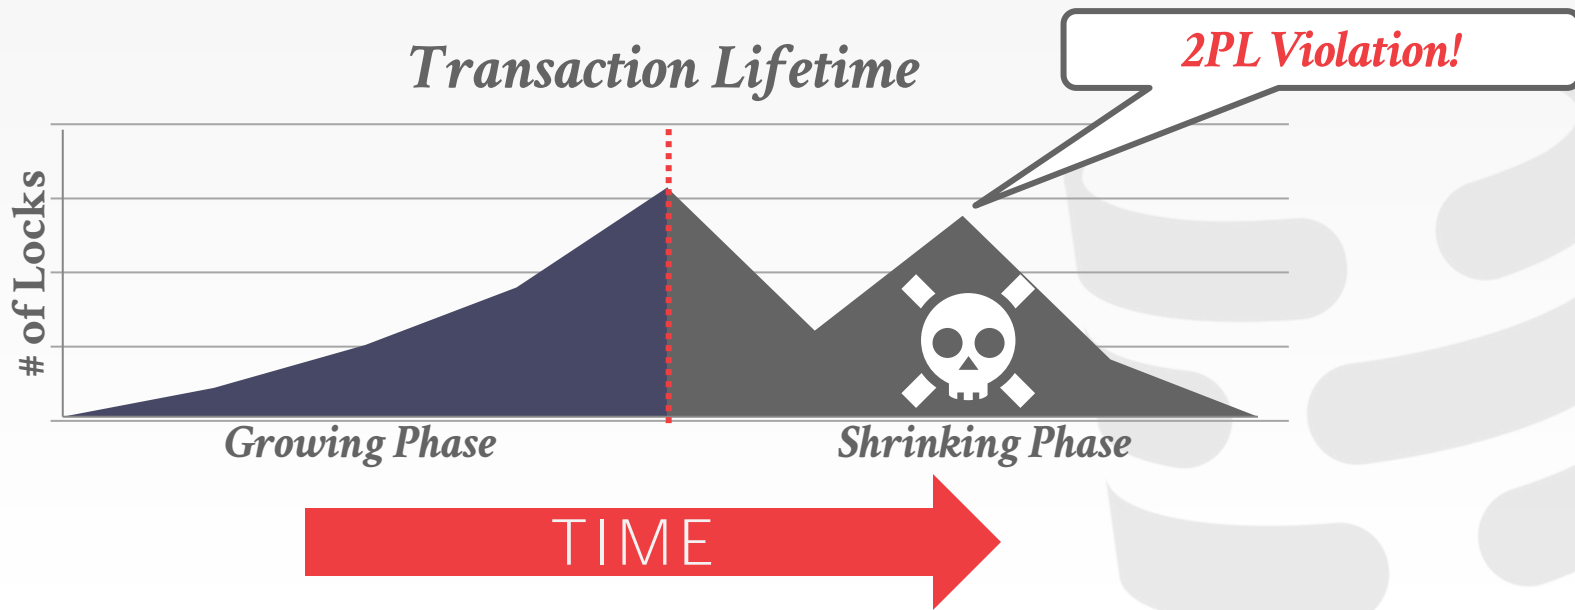 2PL Violation!
Transaction Lifetime
# of Locks
Growing Phase
Shrinking Phase
TIME